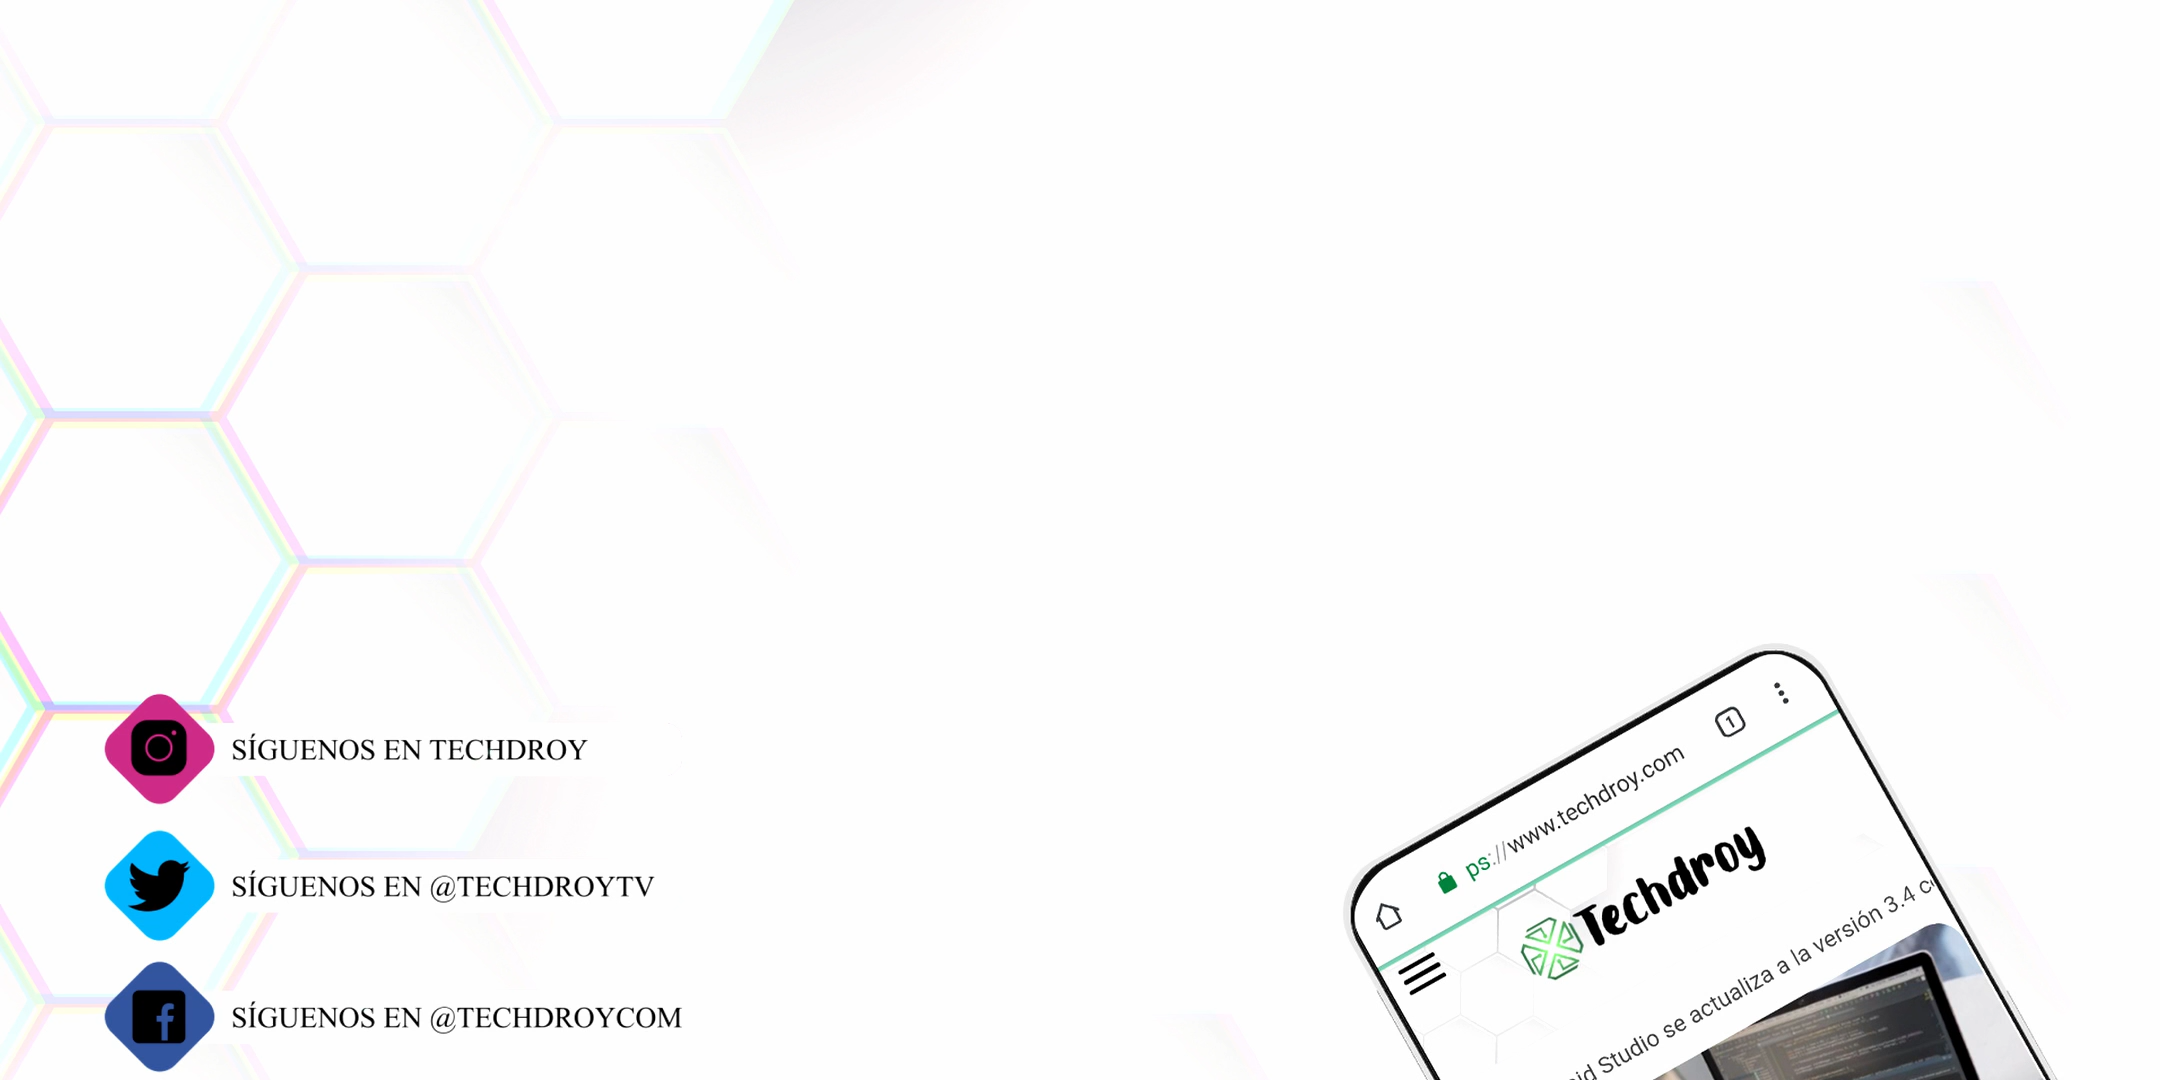 SÍGUENOS EN TECHDROY
SÍGUENOS EN @TECHDROYTV
SÍGUENOS EN @TECHDROYCOM
ps://www.techdroy.com
1
Techdroy
Studio se actualiza a la versión 3.4